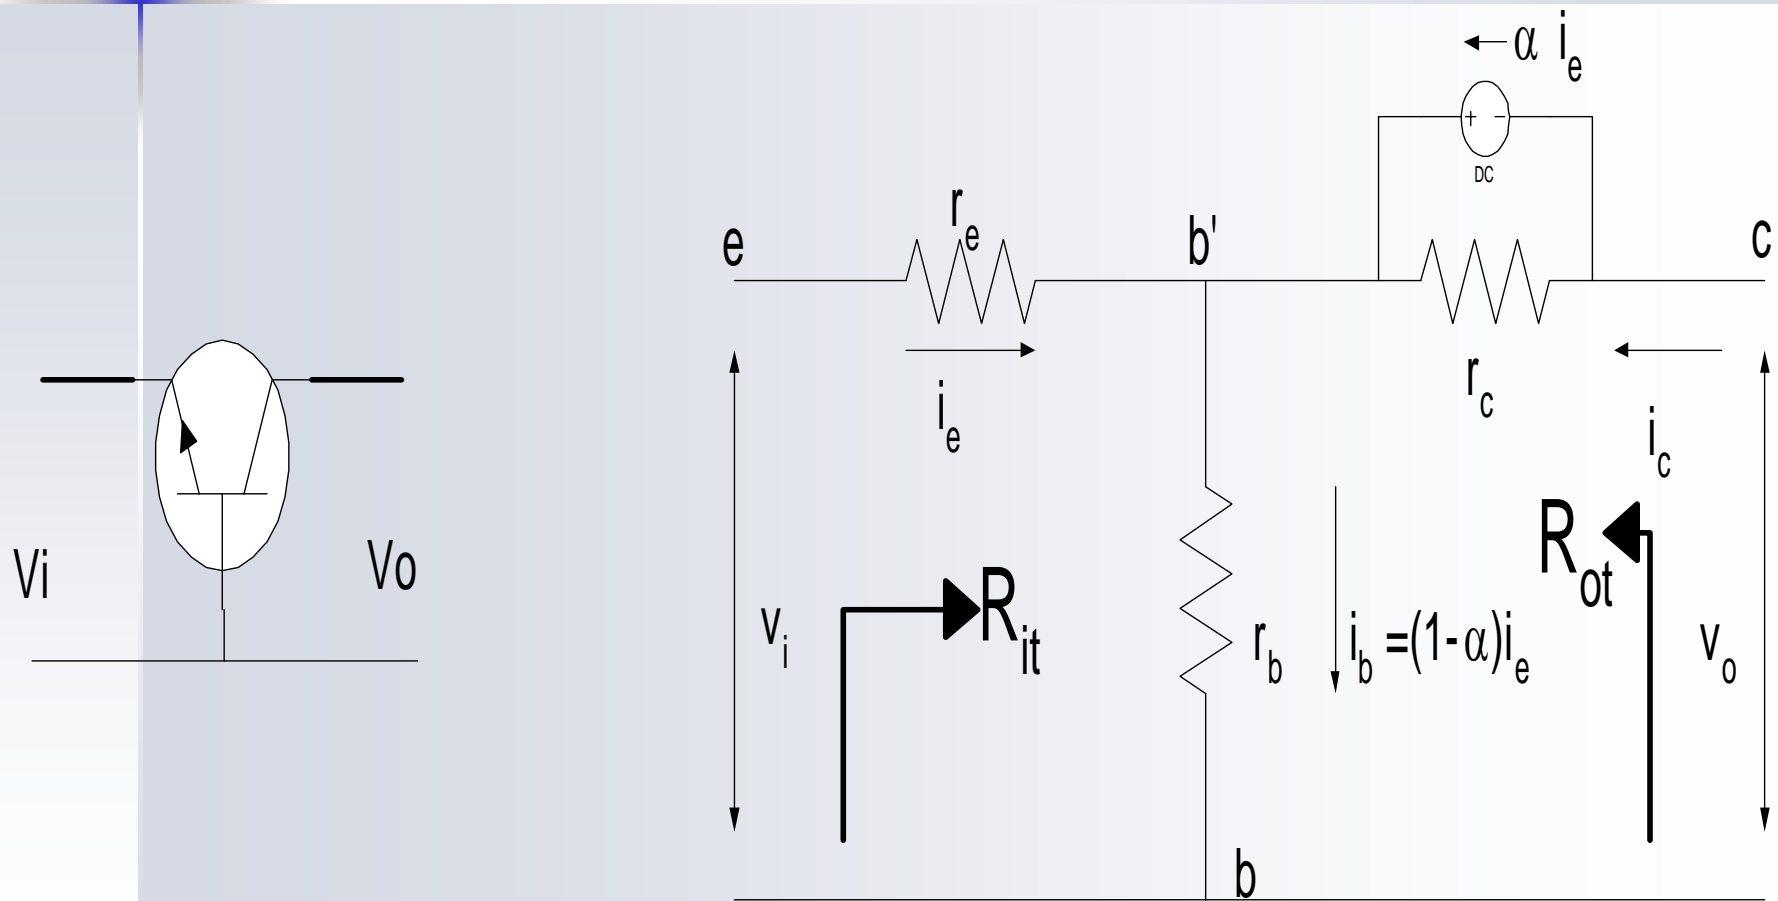 α i_e
+ −
DC
r_e
e
b'
c
r_c
i_e
i_c
Vi
Vo
v_i
R_it
r_b
i_b =(1-α)i_e
R_ot
v_o
b